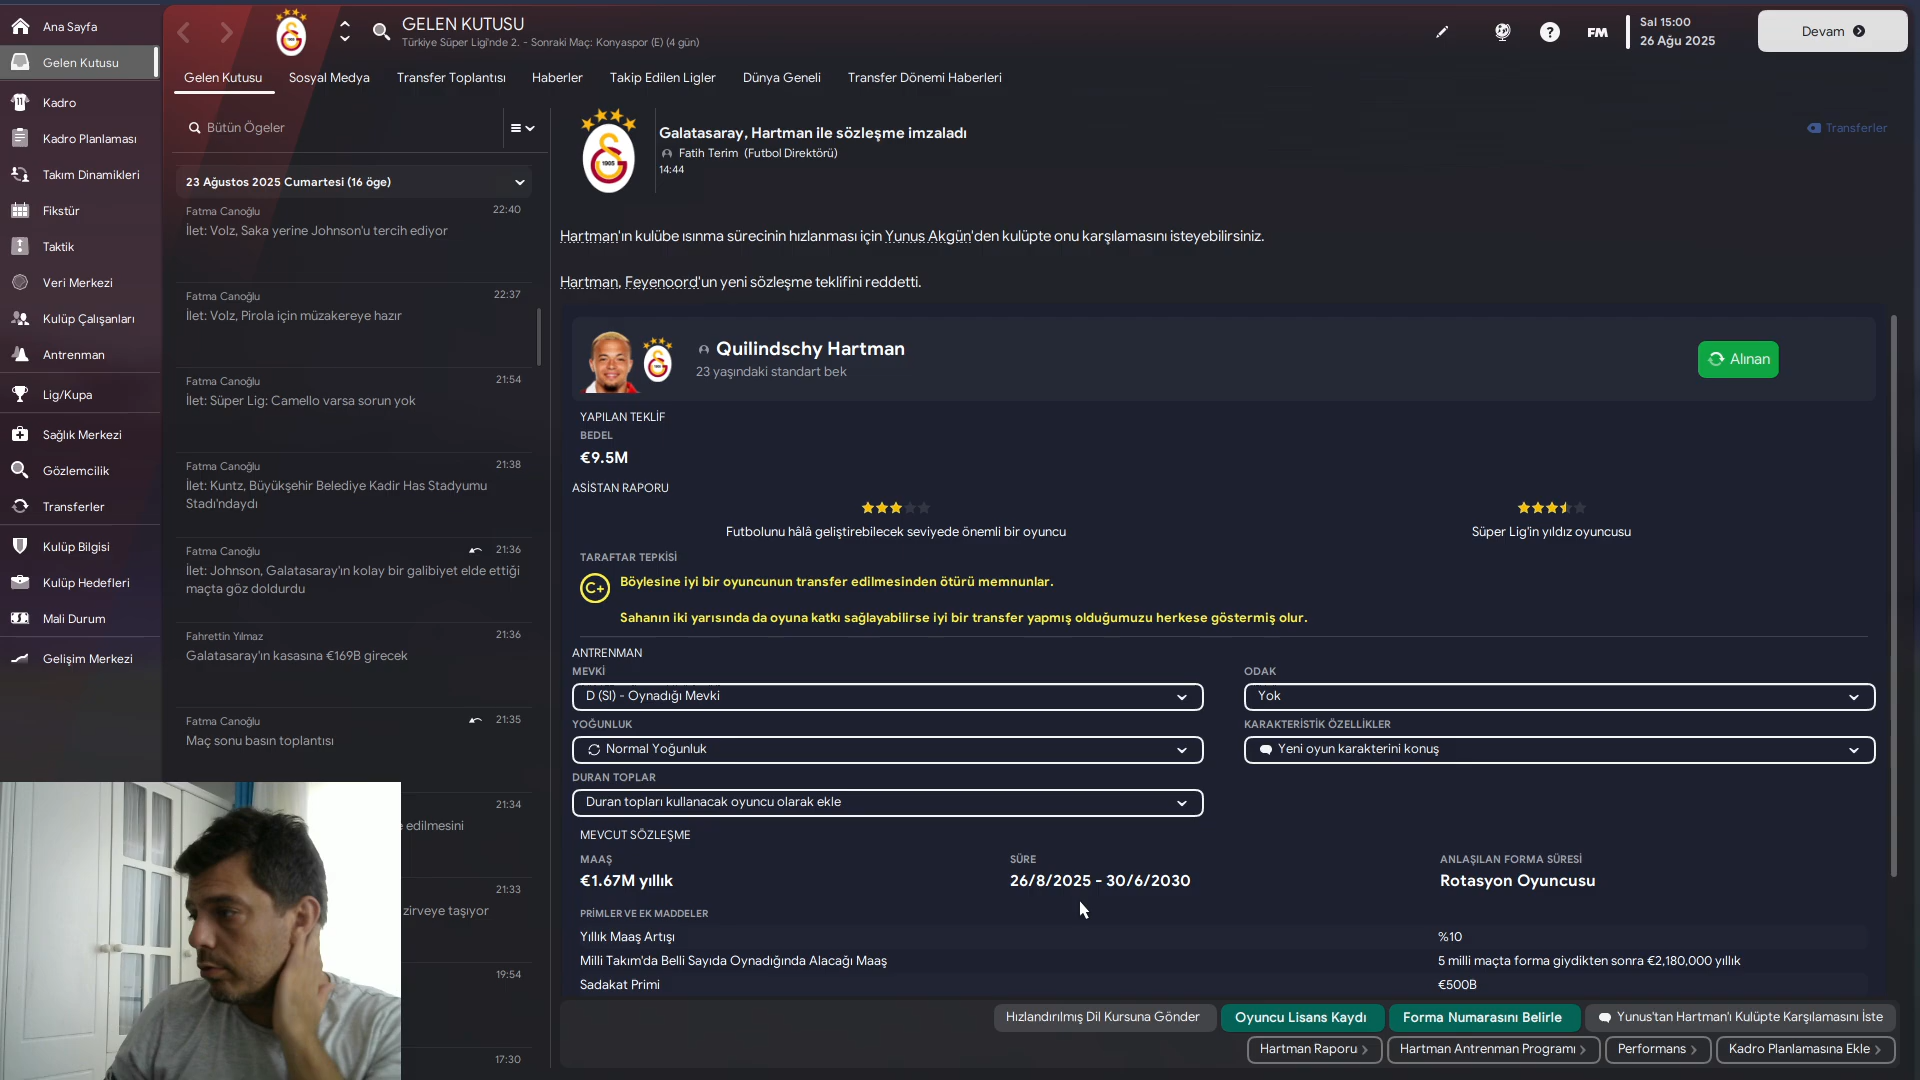 Ana Sayfa
Gelen Kutusu
Kadro
Kadro Planlaması
Takım Dinamikleri
Fikstür
Taktik
Veri Merkezi
Kulüp Çalışanları
Antrenman
Lig/Kupa
Sağlık Merkezi
Gözlemcilik
Transferler
Kulüp Bilgisi
Kulüp Hedefleri
Mali Durum
Gelişim Merkezi
GELEN KUTUSU
Türkiye Süper Ligi'nde 2. - Sonraki Maç: Konyaspor (E) (4 gün)
FM
Sal 15:00
26 Ağu 2025
Devam
Gelen Kutusu
Sosyal Medya
Transfer Toplantısı
Haberler
Takip Edilen Ligler
Dünya Geneli
Transfer Dönemi Haberleri
Bütün Ögeler
23 Ağustos 2025 Cumartesi (16 öge)
Fatma Canoğlu 22:40
İlet: Volz, Saka yerine Johnson'u tercih ediyor
Fatma Canoğlu 22:37
İlet: Volz, Pirola için müzakereye hazır
Fatma Canoğlu 21:54
İlet: Süper Lig: Camello varsa sorun yok
Fatma Canoğlu 21:38
İlet: Kuntz, Büyükşehir Belediye Kadir Has Stadyumu
Stadı'ndaydı
Fatma Canoğlu 21:36
İlet: Johnson, Galatasaray'ın kolay bir galibiyet elde ettiği
maçta göz doldurdu
Fahrettin Yılmaz 21:36
Galatasaray'ın kasasına €169B girecek
Fatma Canoğlu 21:35
Maç sonu basın toplantısı
21:34
edilmesini
21:33
zirveye taşıyor
19:54
17:30
1905
Galatasaray, Hartman ile sözleşme imzaladı
Fatih Terim (Futbol Direktörü)
14:44
Transferler
Hartman'ın kulübe ısınma sürecinin hızlanması için Yunus Akgün'den kulüpte onu karşılamasını isteyebilirsiniz.
Hartman, Feyenoord'un yeni sözleşme teklifini reddetti.
Quilindschy Hartman
23 yaşındaki standart bek
Alınan
YAPILAN TEKLİF
BEDEL
€9.5M
ASİSTAN RAPORU
Futbolunu hâlâ geliştirebilecek seviyede önemli bir oyuncu
Süper Lig'in yıldız oyuncusu
TARAFTAR TEPKİSİ
C+
Böylesine iyi bir oyuncunun transfer edilmesinden ötürü memnunlar.
Sahanın iki yarısında da oyuna katkı sağlayabilirse iyi bir transfer yapmış olduğumuzu herkese göstermiş olur.
ANTRENMAN
MEVKİ
D (Sl) - Oynadığı Mevki
ODAK
Yok
YOĞUNLUK
Normal Yoğunluk
KARAKTERİSTİK ÖZELLİKLER
Yeni oyun karakterini konuş
DURAN TOPLAR
Duran topları kullanacak oyuncu olarak ekle
MEVCUT SÖZLEŞME
MAAŞ
€1.67M yıllık
SÜRE
26/8/2025 - 30/6/2030
ANLAŞILAN FORMA SÜRESİ
Rotasyon Oyuncusu
PRİMLER VE EK MADDELER
Yıllık Maaş Artışı %10
Milli Takım'da Belli Sayıda Oynadığında Alacağı Maaş 5 milli maçta forma giydikten sonra €2,180,000 yıllık
Sadakat Primi €500B
Hızlandırılmış Dil Kursuna Gönder
Oyuncu Lisans Kaydı
Forma Numarasını Belirle
Yunus'tan Hartman'ı Kulüpte Karşılamasını İste
Hartman Raporu
Hartman Antrenman Programı
Performans
Kadro Planlamasına Ekle